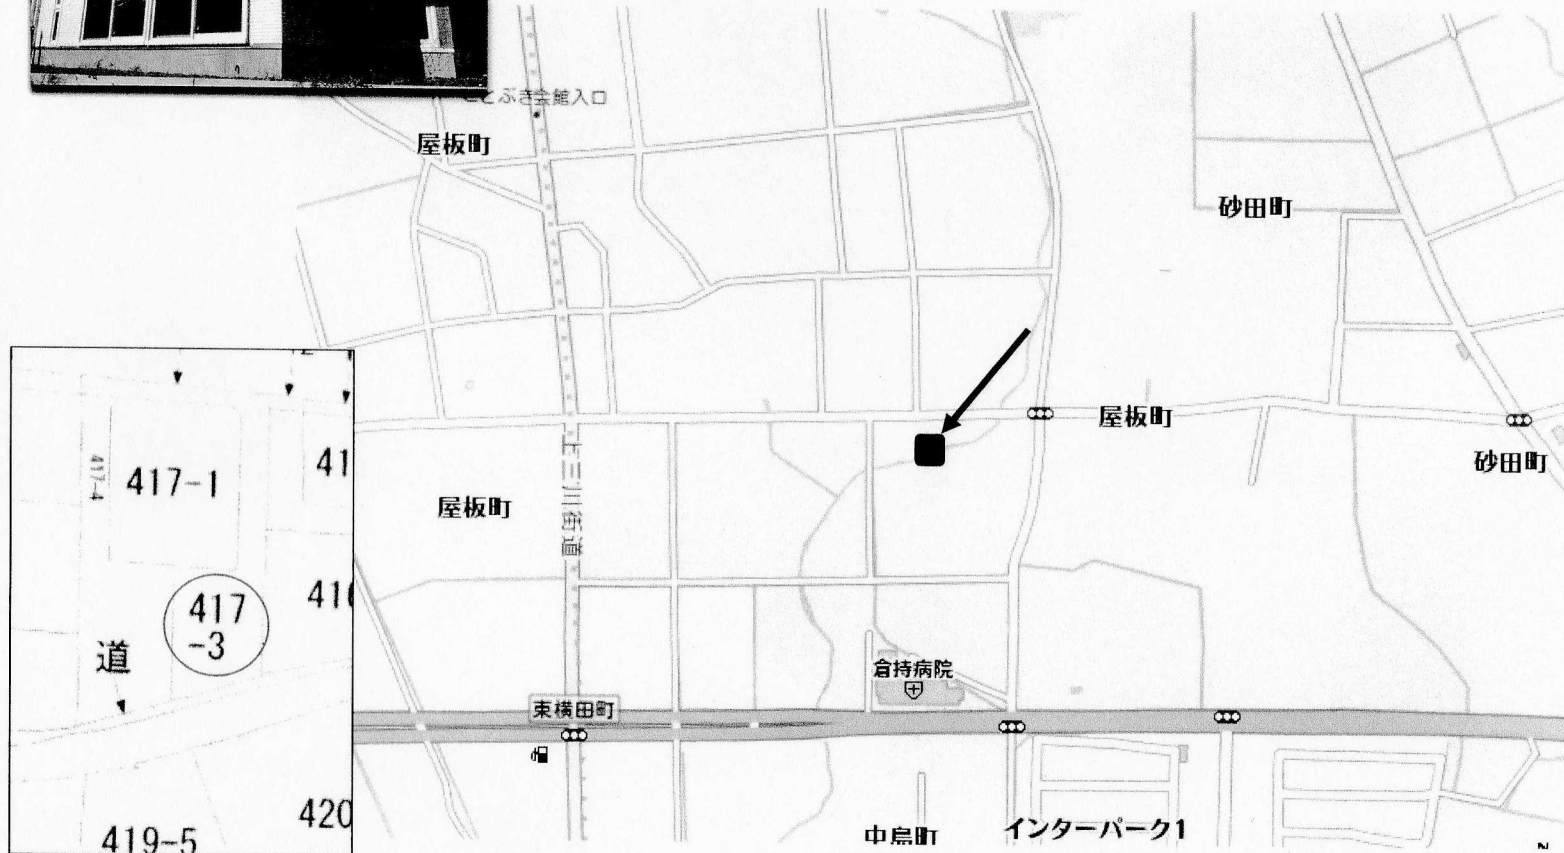 ことぶき会館入口
屋板町
砂田町
屋板町
砂田町
屋板町
上三川街道
倉持病院
東横田町
中島町
インターパーク1
N
417-4
417-1
41
417
-3
道
419-5
420